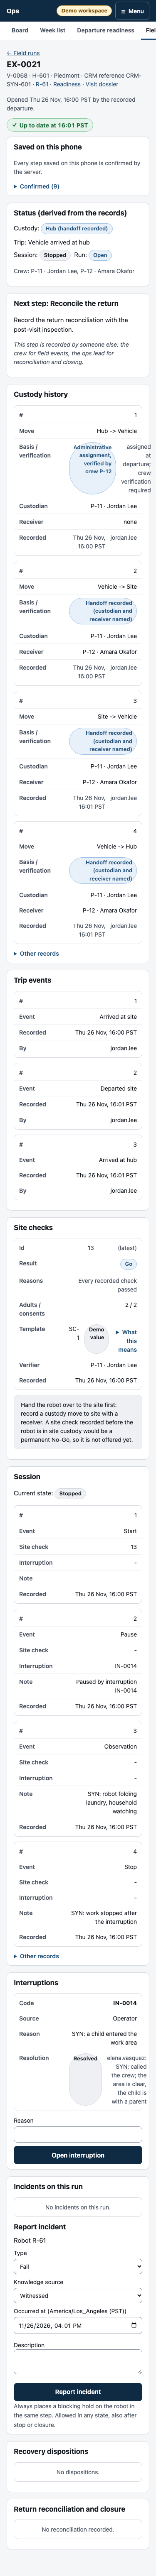 Ops
Demo workspace
≡ Menu
Board Week list Departure readiness Fiel
← Field runs
EX-0021
V-0068 · H-601 · Piedmont · CRM reference CRM-
SYN-601 · R-61 · Readiness · Visit dossier
Opened Thu 26 Nov, 16:00 PST by the recorded
departure.
✓ Up to date at 16:01 PST
Saved on this phone
Every step saved on this phone is confirmed by
the server.
▸ Confirmed (9)
Status (derived from the records)
Custody: Hub (handoff recorded)
Trip: Vehicle arrived at hub
Session: Stopped Run: Open
Crew: P-11 · Jordan Lee, P-12 · Amara Okafor
Next step: Reconcile the return
Record the return reconciliation with the
post-visit inspection.
This step is recorded by someone else: the
crew for field events, the ops lead for
reconciliation and closing.
Custody history
# 1
Move Hub -> Vehicle
Basis / verification Administrative assignment, verified by crew P-12 assigned at departure; crew verification required
Custodian P-11 · Jordan Lee
Receiver none
Recorded Thu 26 Nov, 16:00 PST jordan.lee
# 2
Move Vehicle -> Site
Basis / verification Handoff recorded (custodian and receiver named)
Custodian P-11 · Jordan Lee
Receiver P-12 · Amara Okafor
Recorded Thu 26 Nov, 16:00 PST jordan.lee
# 3
Move Site -> Vehicle
Basis / verification Handoff recorded (custodian and receiver named)
Custodian P-11 · Jordan Lee
Receiver P-12 · Amara Okafor
Recorded Thu 26 Nov, 16:01 PST jordan.lee
# 4
Move Vehicle -> Hub
Basis / verification Handoff recorded (custodian and receiver named)
Custodian P-11 · Jordan Lee
Receiver P-12 · Amara Okafor
Recorded Thu 26 Nov, 16:01 PST jordan.lee
▸ Other records
Trip events
# 1
Event Arrived at site
Recorded Thu 26 Nov, 16:00 PST
By jordan.lee
# 2
Event Departed site
Recorded Thu 26 Nov, 16:01 PST
By jordan.lee
# 3
Event Arrived at hub
Recorded Thu 26 Nov, 16:01 PST
By jordan.lee
Site checks
Id 13 (latest)
Result Go
Reasons Every recorded check passed
Adults / consents 2 / 2
Template SC-1 Demo value ▸ What this means
Verifier P-11 · Jordan Lee
Recorded Thu 26 Nov, 16:00 PST
Hand the robot over to the site first:
record a custody move to site with a
receiver. A site check recorded before the
robot is in site custody would be a
permanent No-Go, so it is not offered yet.
Session
Current state: Stopped
# 1
Event Start
Site check 13
Interruption -
Note
Recorded Thu 26 Nov, 16:00 PST
# 2
Event Pause
Site check -
Interruption IN-0014
Note Paused by interruption IN-0014
Recorded Thu 26 Nov, 16:00 PST
# 3
Event Observation
Site check -
Interruption -
Note SYN: robot folding laundry, household watching
Recorded Thu 26 Nov, 16:00 PST
# 4
Event Stop
Site check -
Interruption -
Note SYN: work stopped after the interruption
Recorded Thu 26 Nov, 16:00 PST
▸ Other records
Interruptions
Code IN-0014
Source Operator
Reason SYN: a child entered the work area
Resolution Resolved elena.vasquez: SYN: called the crew; the area is clear, the child is with a parent
Reason
Open interruption
Incidents on this run
No incidents on this run.
Report incident
Robot R-61
Type
Fall
Knowledge source
Witnessed
Occurred at (America/Los_Angeles (PST))
11/26/2026, 04:01 PM
Description
Report incident
Always places a blocking hold on the robot in
the same step. Allowed in any state, also after
stop or closure.
Recovery dispositions
No dispositions.
Return reconciliation and closure
No reconciliation recorded.